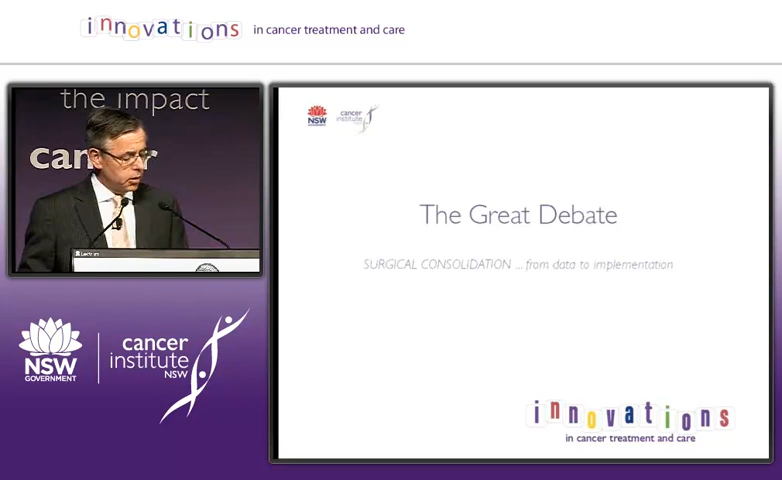 innovations in cancer treatment and care
the impact
cancer
NSW
GOVERNMENT
cancer
institute
NSW
NSW
cancer
institute
The Great Debate
SURGICAL CONSOLIDATION ... from data to implementation
innovations
in cancer treatment and care